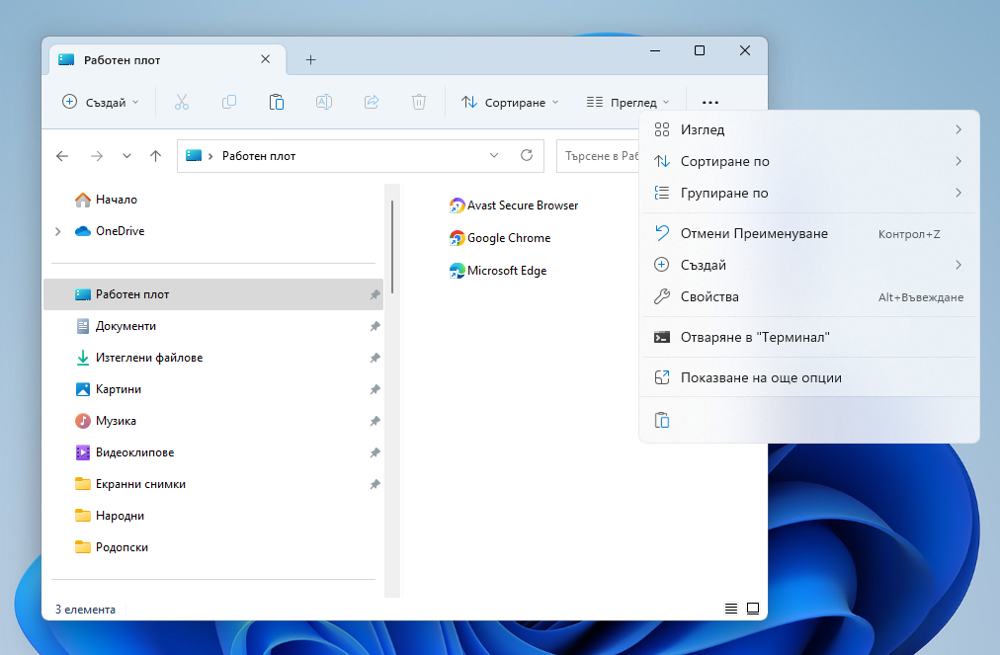 Работен плот
Създай
Сортиране
Преглед
Работен плот
Търсене в
Начало
OneDrive
Работен плот
Документи
Изтеглени файлове
Картини
Музика
Видеоклипове
Екранни снимки
Народни
Родопски
Avast Secure Browser
Google Chrome
Microsoft Edge
3 елемента
Изглед
Сортиране по
Групиране по
Отмени Преименуване Контрол+Z
Създай
Свойства Alt+Въвеждане
Отваряне в "Терминал"
Показване на още опции